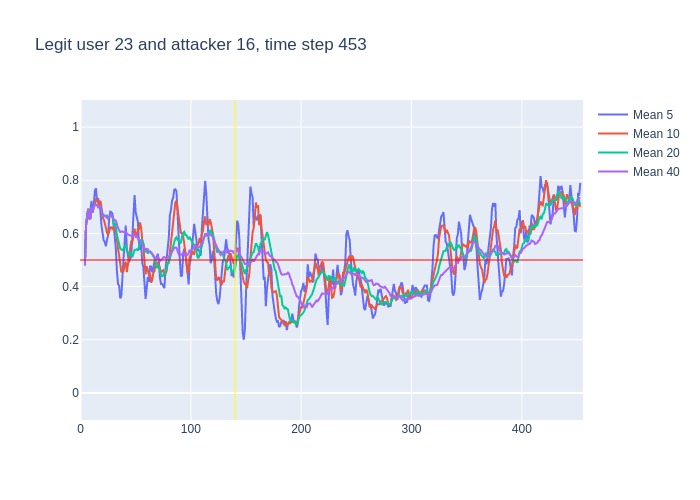 Legit user 23 and attacker 16, time step 453
Mean 5
Mean 10
Mean 20
Mean 40
1
0.8
0.6
0.4
0.2
0
0 100 200 300 400